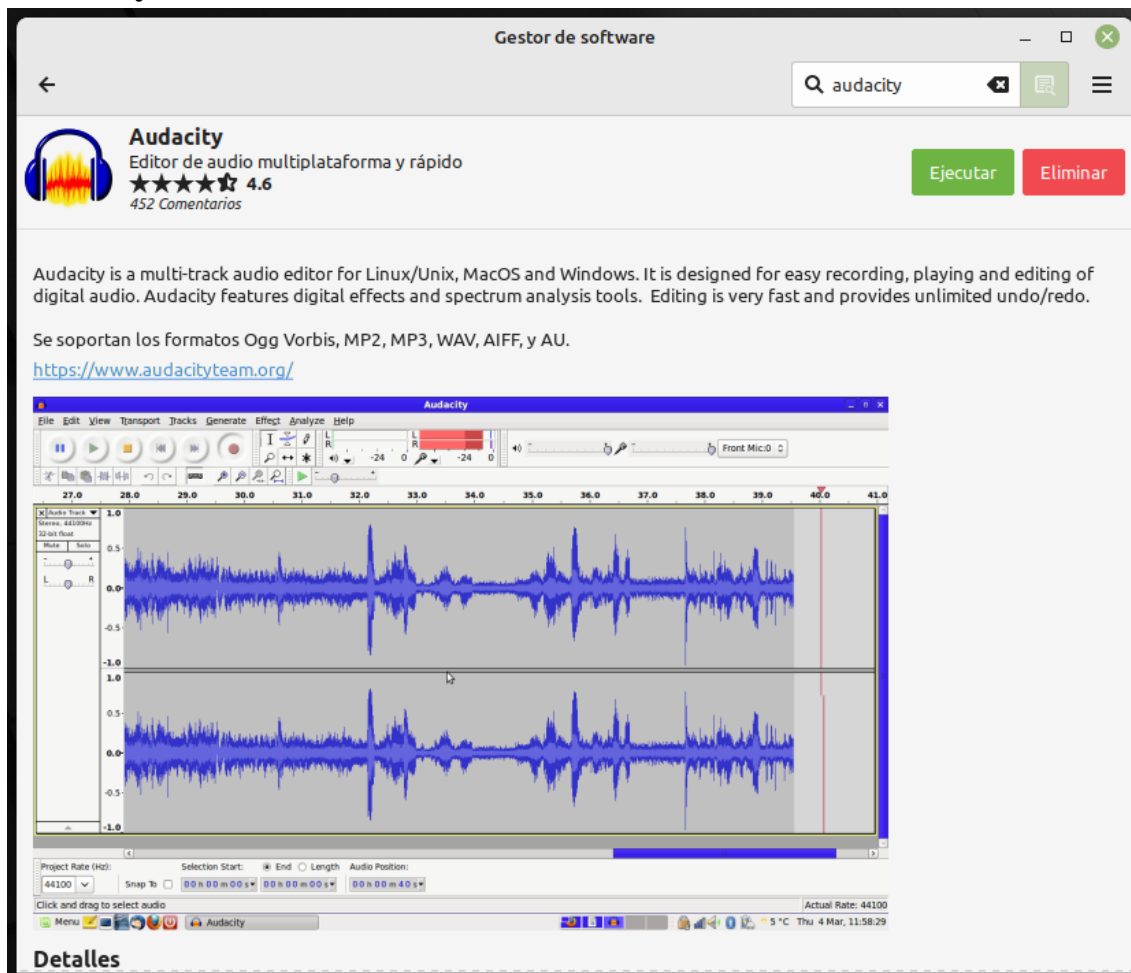 Gestor de software
audacity
Audacity
Editor de audio multiplataforma y rápido
4.6
452 Comentarios
Ejecutar
Eliminar
Audacity is a multi-track audio editor for Linux/Unix, MacOS and Windows. It is designed for easy recording, playing and editing of
digital audio. Audacity features digital effects and spectrum analysis tools.  Editing is very fast and provides unlimited undo/redo.
Se soportan los formatos Ogg Vorbis, MP2, MP3, WAV, AIFF, y AU.
https://www.audacityteam.org/
Audacity
File Edit View Transport Tracks Generate Effect Analyze Help
L
R
-24 0
L
R
-24 0
Front Mic:0
27.0 28.0 29.0 30.0 31.0 32.0 33.0 34.0 35.0 36.0 37.0 38.0 39.0 40.0 41.0
Audio Track
Stereo, 44100Hz
32-bit float
Mute Solo
- +
L R
1.0
0.5
0.0
-0.5
-1.0
1.0
0.5
0.0
-0.5
-1.0
Project Rate (Hz): Selection Start: End Length Audio Position:
44100 Snap To 00 h 00 m 00 s 00 h 00 m 00 s 00 h 00 m 40 s
Click and drag to select audio Actual Rate: 44100
Menu Audacity 5 °C Thu 4 Mar, 11:58:29
Detalles